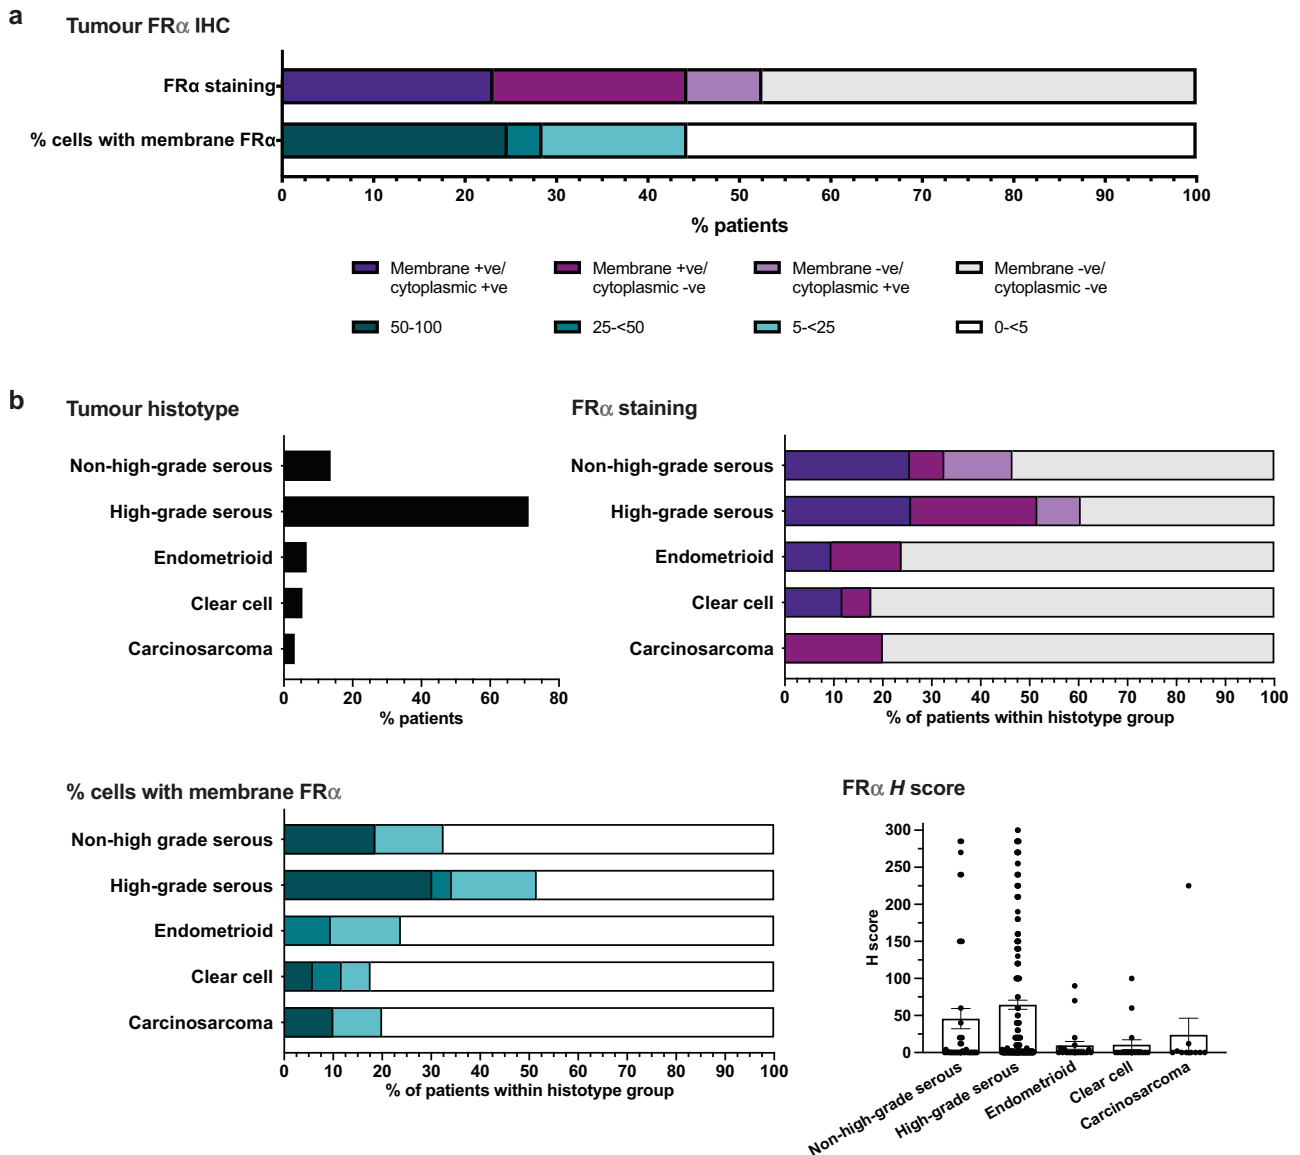 a
Tumour FRα IHC
FRα staining
% cells with membrane FRα
0 10 20 30 40 50 60 70 80 90 100
% patients
Membrane +ve/
cytoplasmic +ve
Membrane +ve/
cytoplasmic -ve
Membrane -ve/
cytoplasmic +ve
Membrane -ve/
cytoplasmic -ve
50-100
25-<50
5-<25
0-<5
b
Tumour histotype
Non-high-grade serous
High-grade serous
Endometrioid
Clear cell
Carcinosarcoma
0 20 40 60 80
% patients
FRα staining
Non-high-grade serous
High-grade serous
Endometrioid
Clear cell
Carcinosarcoma
0 10 20 30 40 50 60 70 80 90 100
% of patients within histotype group
% cells with membrane FRα
Non-high grade serous
High-grade serous
Endometrioid
Clear cell
Carcinosarcoma
0 10 20 30 40 50 60 70 80 90 100
% of patients within histotype group
FRα H score
H score
300
250
200
150
100
50
0
Non-high-grade serous
High-grade serous
Endometrioid
Clear cell
Carcinosarcoma